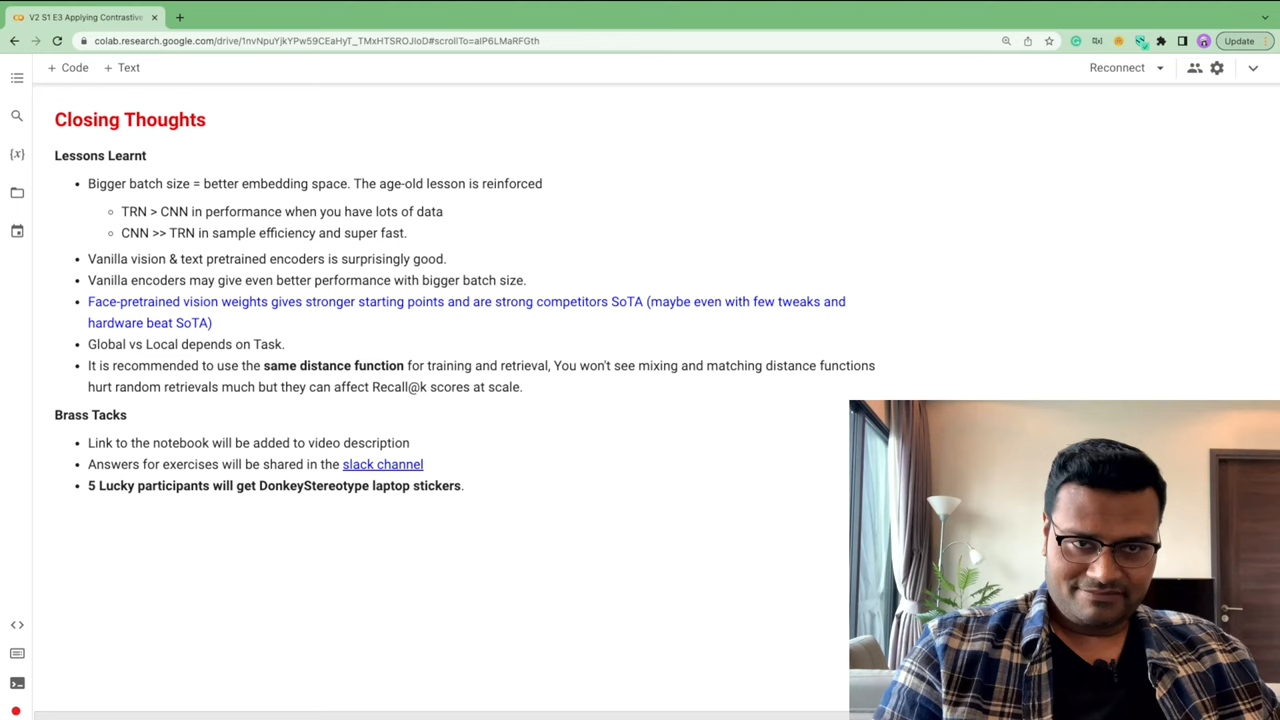 V2 S1 E3 Applying Contrastive
colab.research.google.com/drive/1nvNpuYjkYPw59CEaHyT_TMxHTSROJIoD#scrollTo=aIP6LMaRFGth
Update
+ Code + Text
Reconnect
Closing Thoughts
Lessons Learnt
• Bigger batch size = better embedding space. The age-old lesson is reinforced
◦ TRN > CNN in performance when you have lots of data
◦ CNN >> TRN in sample efficiency and super fast.
• Vanilla vision & text pretrained encoders is surprisingly good.
• Vanilla encoders may give even better performance with bigger batch size.
• Face-pretrained vision weights gives stronger starting points and are strong competitors SoTA (maybe even with few tweaks and
hardware beat SoTA)
• Global vs Local depends on Task.
• It is recommended to use the same distance function for training and retrieval, You won't see mixing and matching distance functions
hurt random retrievals much but they can affect Recall@k scores at scale.
Brass Tacks
• Link to the notebook will be added to video description
• Answers for exercises will be shared in the slack channel
• 5 Lucky participants will get DonkeyStereotype laptop stickers.